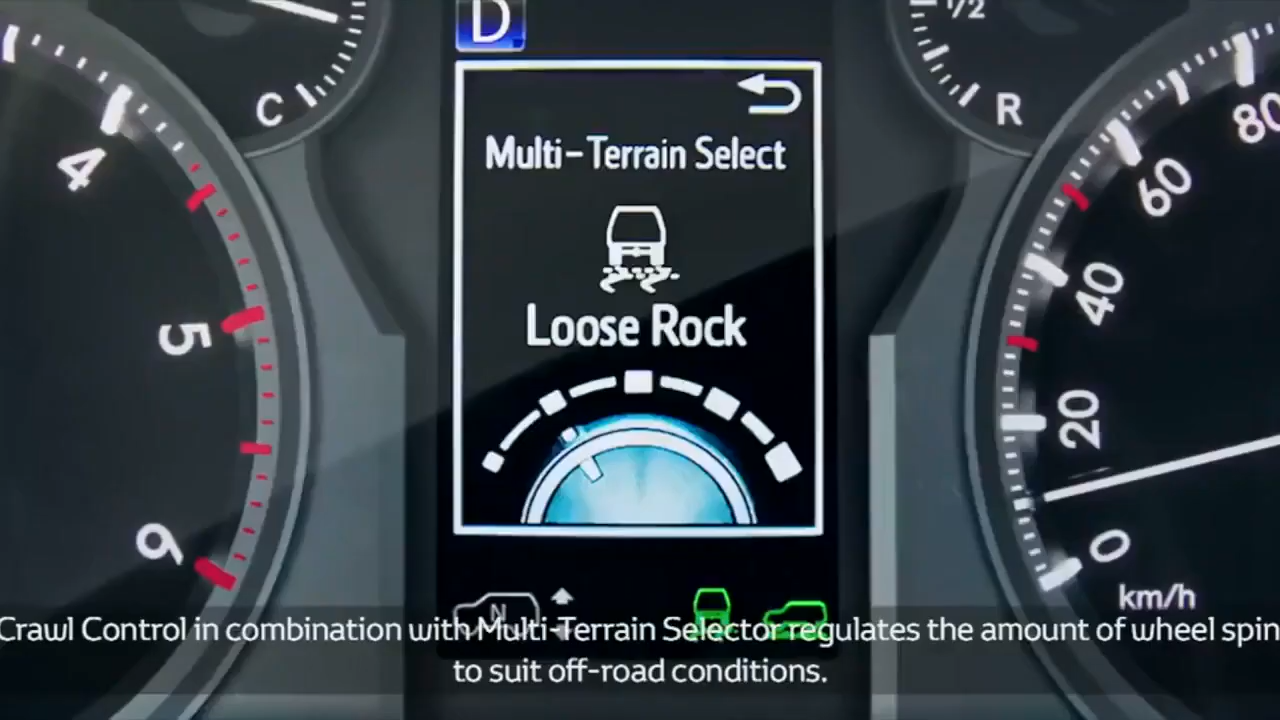 D
1/2
C
R
80
Multi-Terrain Select
4
60
Loose Rock
40
5
20
6
0
km/h
N
Crawl Control in combination with Multi-Terrain Selector regulates the amount of wheel spin
to suit off-road conditions.